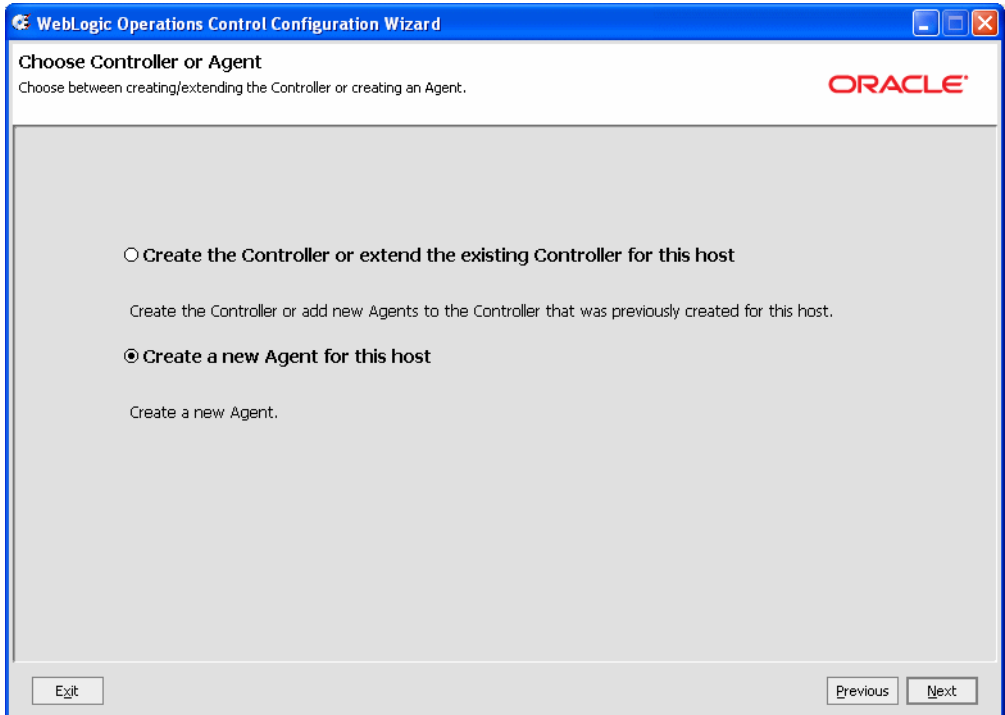 WebLogic Operations Control Configuration Wizard
Choose Controller or Agent
Choose between creating/extending the Controller or creating an Agent.
ORACLE
Create the Controller or extend the existing Controller for this host
Create the Controller or add new Agents to the Controller that was previously created for this host.
Create a new Agent for this host
Create a new Agent.
Exit
Previous
Next